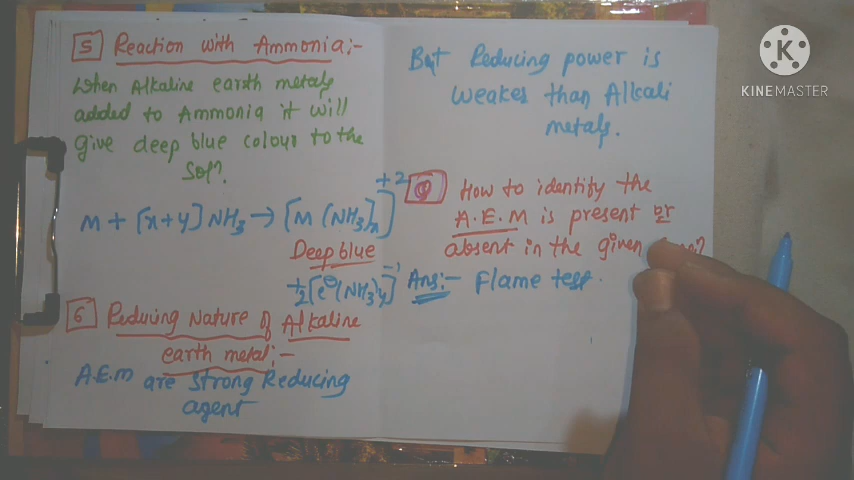 5 Reaction with Ammonia:-
When Alkaline earth metals
added to Ammonia it will
give deep blue colour to the
Solⁿ.
M + [x+y] NH₃ → [M (NH₃)ₙ]⁺²
Deep blue
+2[e⊖(NH₃)y]⁻¹
6 Reducing Nature of Alkaline
earth metal:-
A.E.M are strong Reducing
agent
But Reducing power is
weakes than Alkali
metals.
Q How to identify the
A.E.M is present or
absent in the given
Ans:- Flame test.
K
KINEMASTER